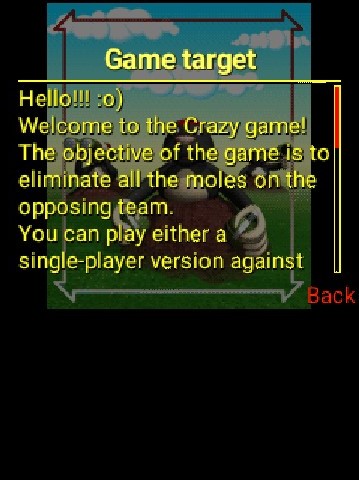 Game target
Hello!!! :o)
Welcome to the Crazy game!
The objective of the game is to
eliminate all the moles on the
opposing team.
You can play either a
single-player version against
Back